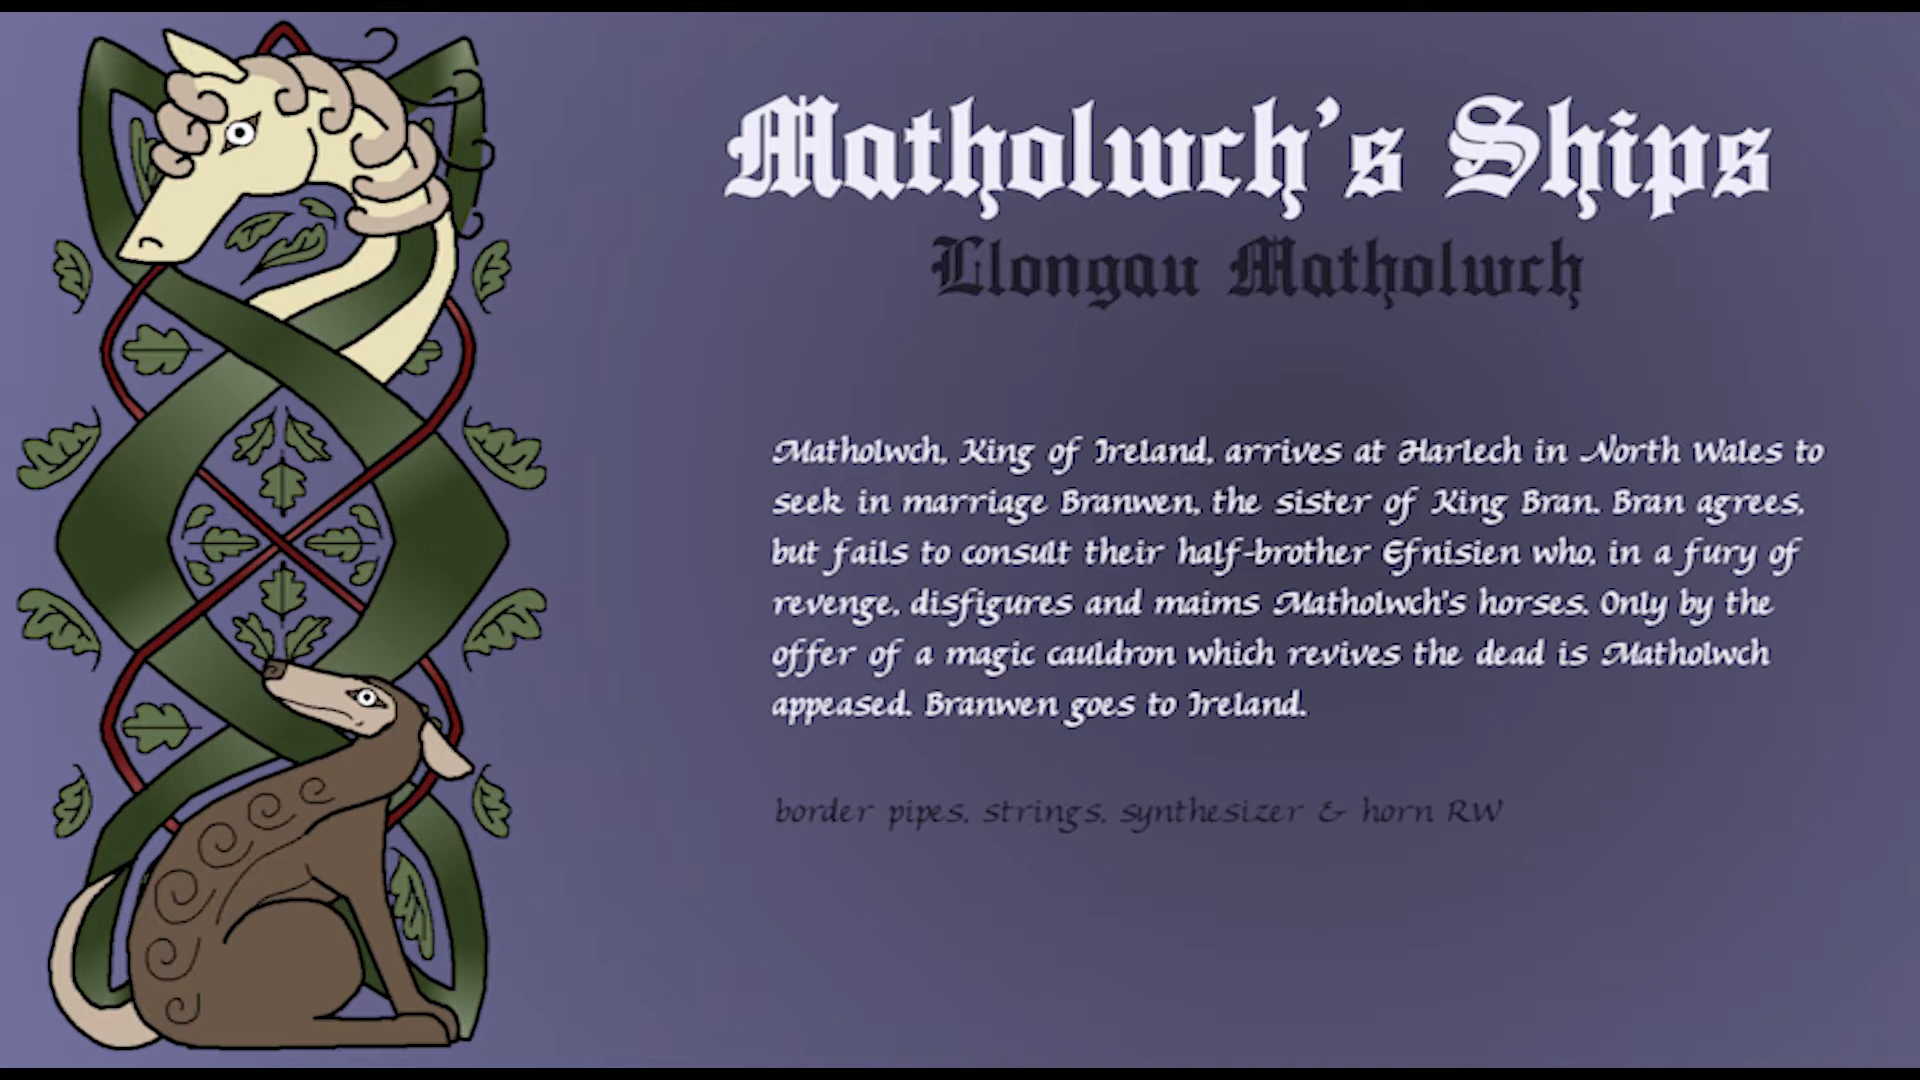 Matholwch's Ships
Llongau Matholwch
Matholwch, King of Ireland, arrives at Harlech in North Wales to
seek in marriage Branwen, the sister of King Bran. Bran agrees,
but fails to consult their half-brother Efnisien who, in a fury of
revenge, disfigures and maims Matholwch's horses. Only by the
offer of a magic cauldron which revives the dead is Matholwch
appeased. Branwen goes to Ireland.
border pipes, strings, synthesizer & horn RW